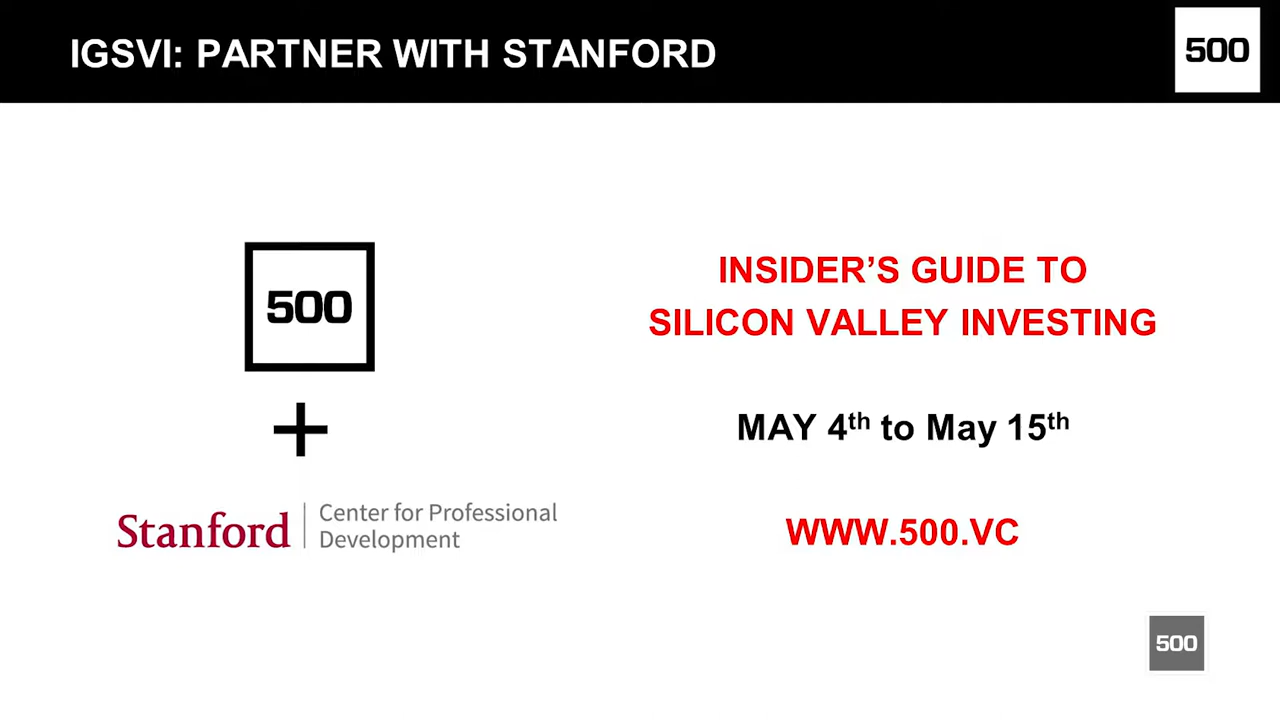 IGSVI: PARTNER WITH STANFORD
500
500
+
Stanford
Center for Professional
Development
INSIDER’S GUIDE TO
SILICON VALLEY INVESTING
MAY 4th to May 15th
WWW.500.VC
500